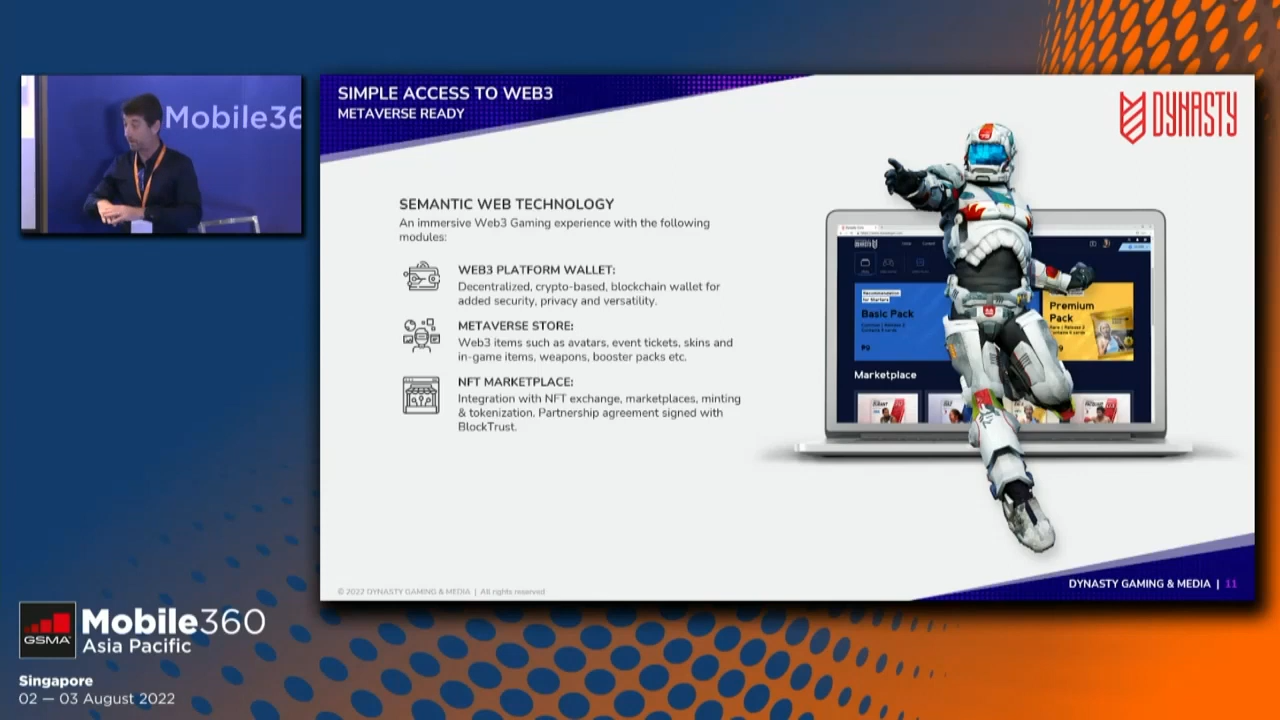 Mobile36
SIMPLE ACCESS TO WEB3
METAVERSE READY
DYNASTY
SEMANTIC WEB TECHNOLOGY
An immersive Web3 Gaming experience with the following
modules:
WEB3 PLATFORM WALLET:
Decentralized, crypto-based, blockchain wallet for
added security, privacy and versatility.
METAVERSE STORE:
Web3 items such as avatars, event tickets, skins and
in-game items, weapons, booster packs etc.
NFT MARKETPLACE:
Integration with NFT exchange, marketplaces, minting
& tokenization. Partnership agreement signed with
BlockTrust.
Basic Pack
Premium
Pack
Marketplace
© 2022 DYNASTY GAMING & MEDIA | All rights reserved
DYNASTY GAMING & MEDIA | 11
GSMA
Mobile360
Asia Pacific
Singapore
02 — 03 August 2022